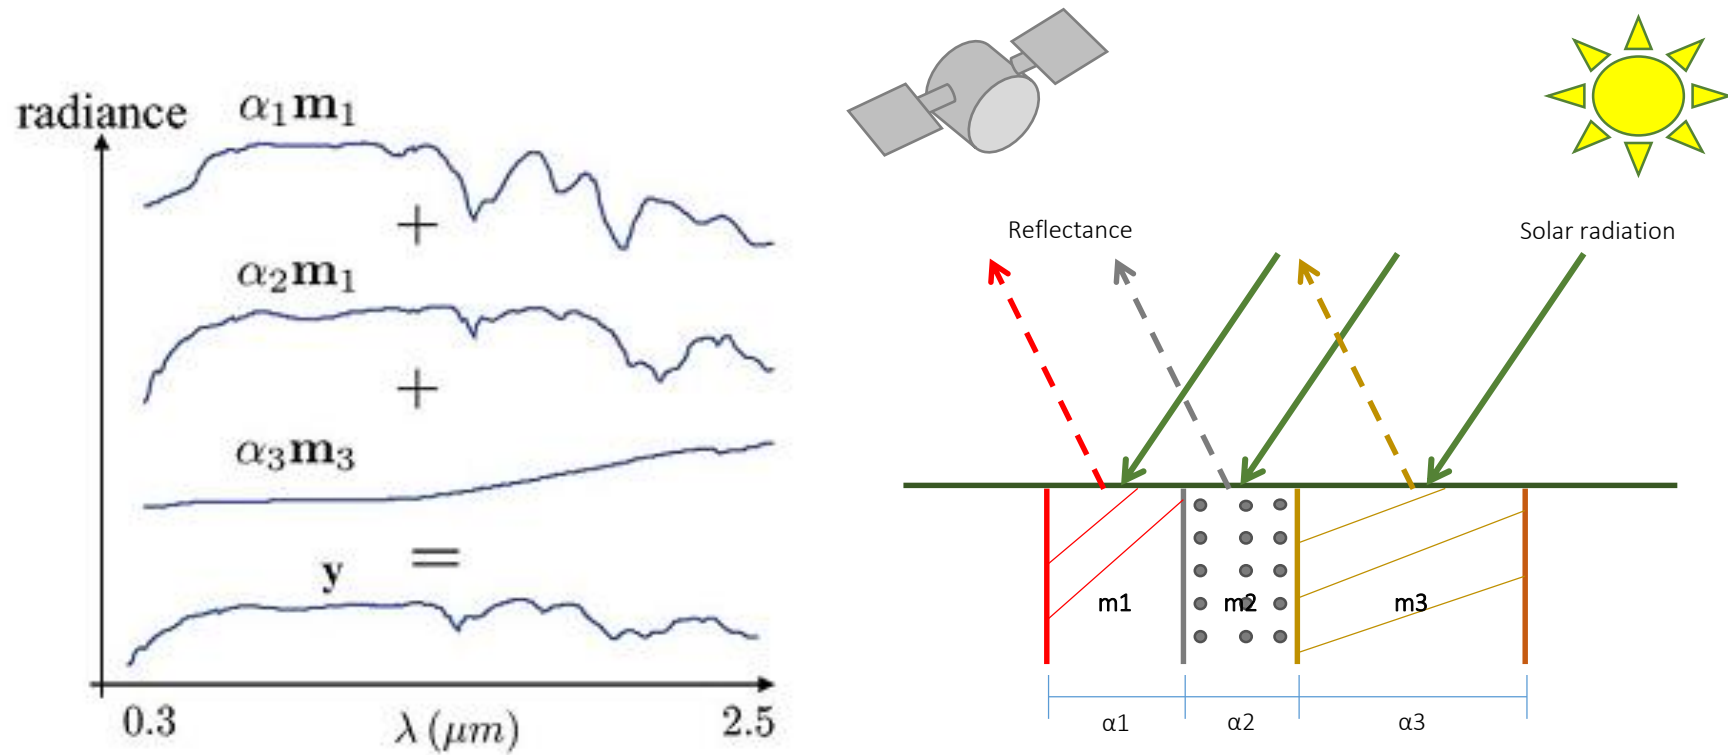 radiance
α₁m₁
+
α₂m₁
+
α₃m₃
=
y
0.3
λ (μm)
2.5
Reflectance
Solar radiation
m1
m2
m3
α1
α2
α3